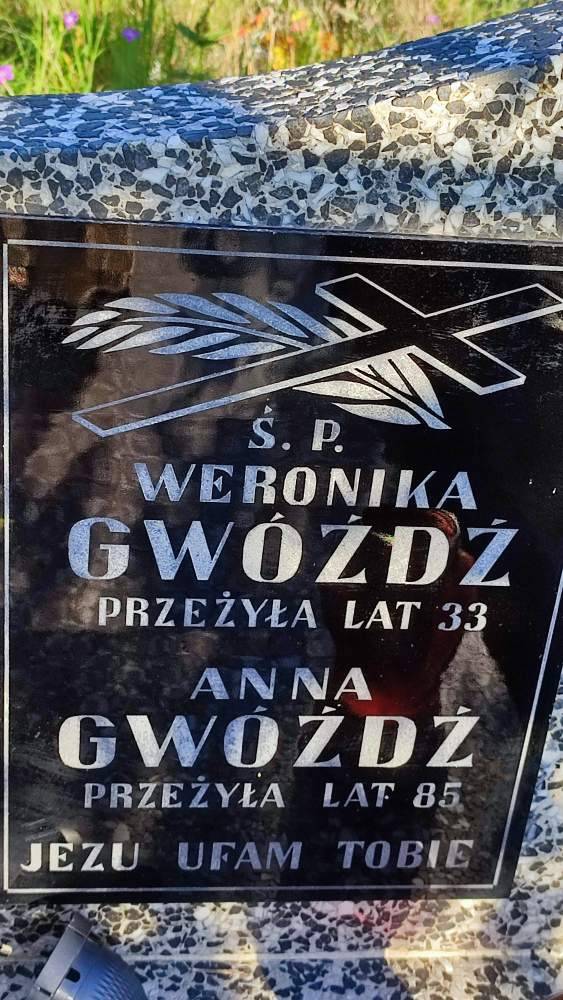 Ś. P.
WERONIKA
GWÓŹDŹ
PRZEŻYŁA LAT 33
ANNA
GWÓŹDŹ
PRZEŻYŁA LAT 85
JEZU UFAM TOBIE